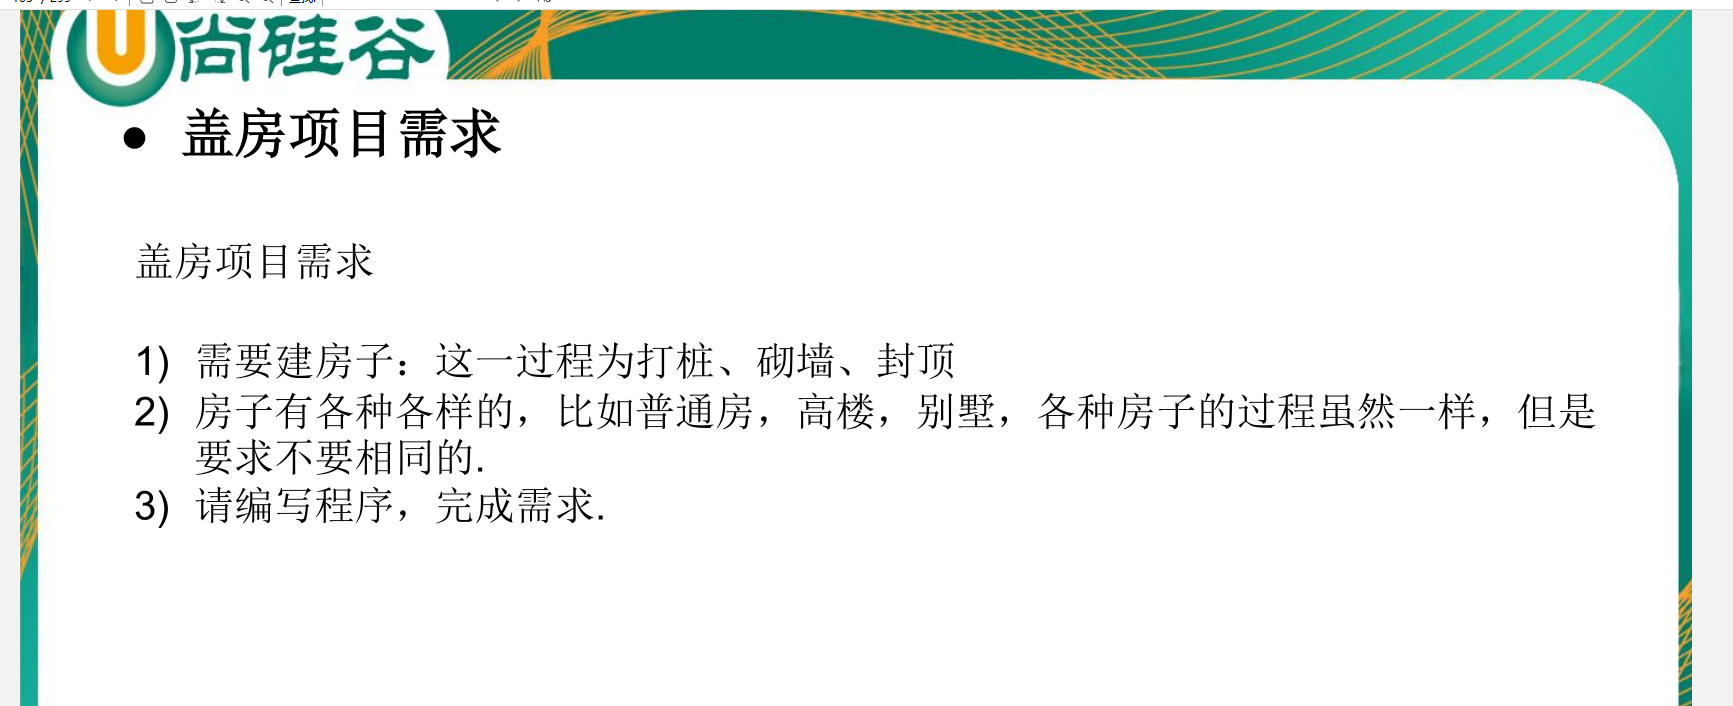 尚硅谷
● 盖房项目需求
盖房项目需求
1) 需要建房子：这一过程为打桩、砌墙、封顶
2) 房子有各种各样的，比如普通房，高楼，别墅，各种房子的过程虽然一样，但是
要求不要相同的.
3) 请编写程序，完成需求.